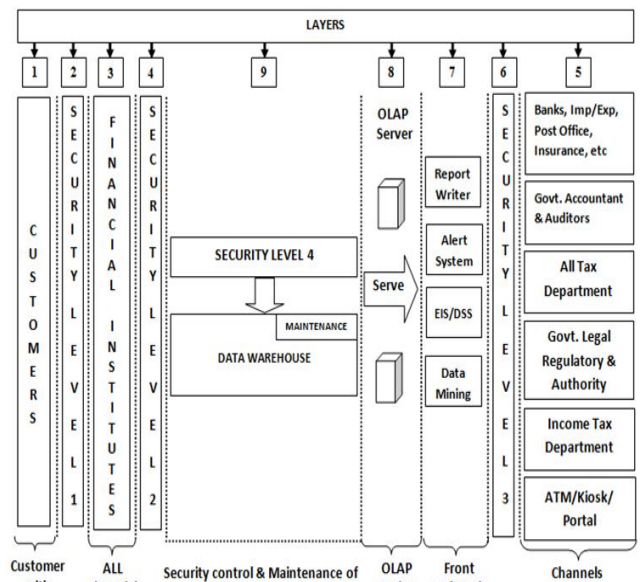 LAYERS
1 2 3 4 9 8 7 6 5
CUSTOMERS
SECURITY LEVEL 1
FINANCIAL INSTITUTES
SECURITY LEVEL 2
SECURITY LEVEL 4
MAINTENANCE
DATA WAREHOUSE
OLAP
Server
Serve
Report
Writer
Alert
System
EIS/DSS
Data
Mining
SECURITY LEVEL 3
Banks, Imp/Exp,
Post Office,
Insurance, etc
Govt. Accountant
& Auditors
All Tax
Department
Govt. Legal
Regulatory &
Authority
Income Tax
Department
ATM/Kiosk/
Portal
Customer
ALL
Security control & Maintenance of
OLAP
Front
Channels